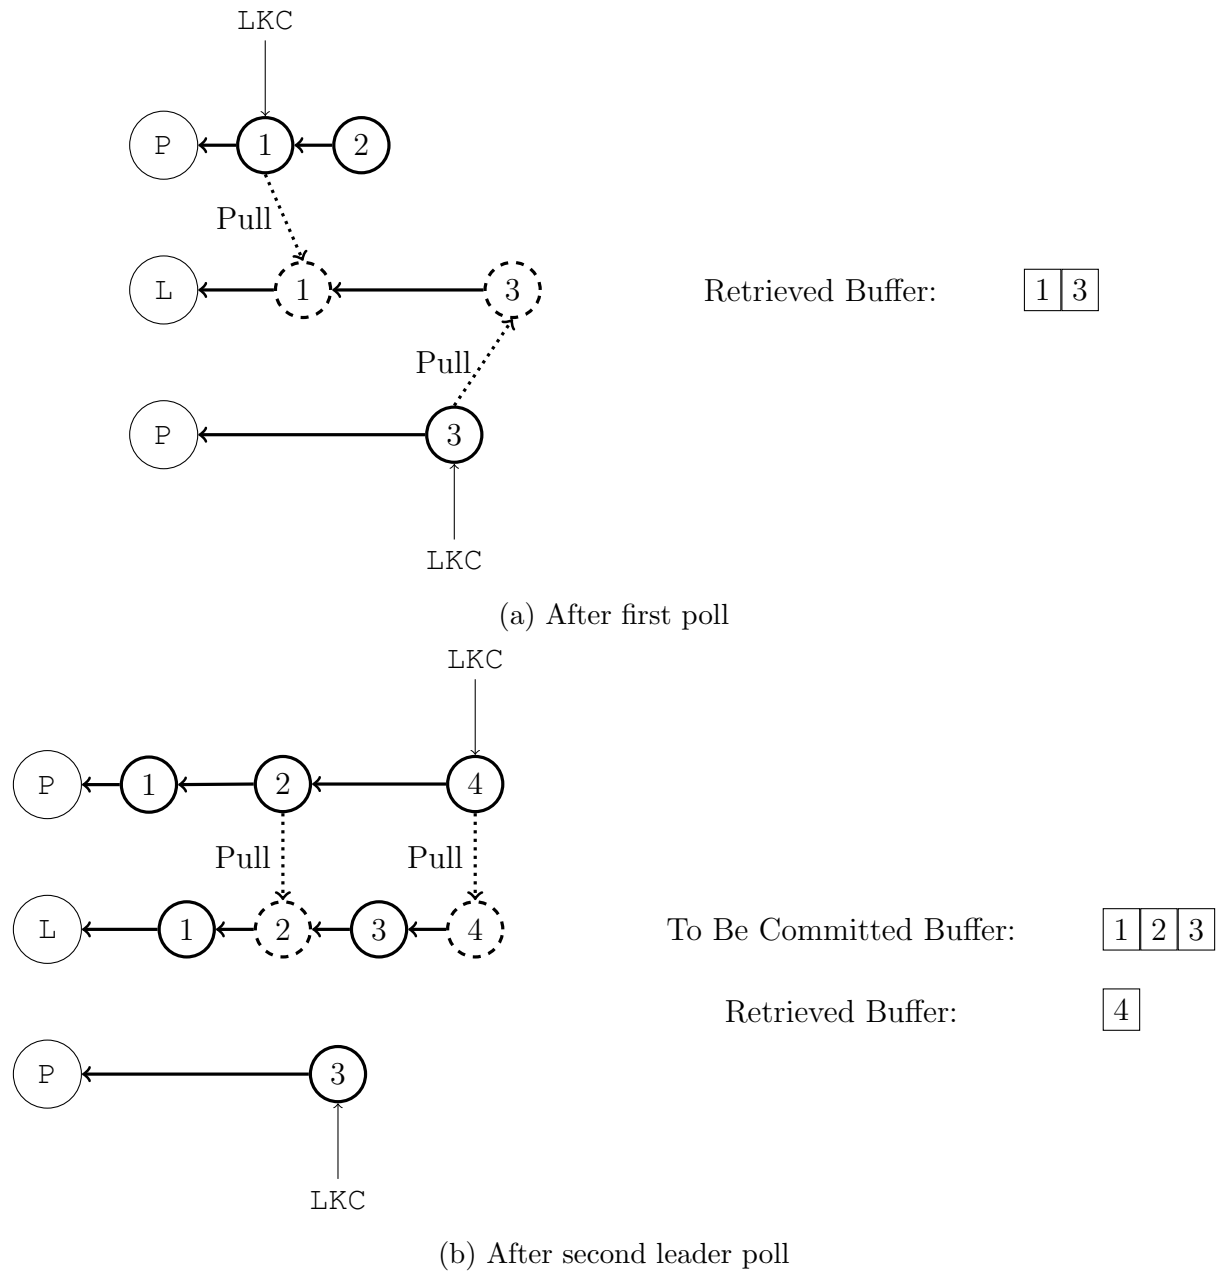 LKC
P 1 2
Pull
L 1 3 Retrieved Buffer: 1 3
Pull
P 3
LKC
(a) After first poll
LKC
P 1 2 4
Pull Pull
L 1 2 3 4 To Be Committed Buffer: 1 2 3
Retrieved Buffer: 4
P 3
LKC
(b) After second leader poll